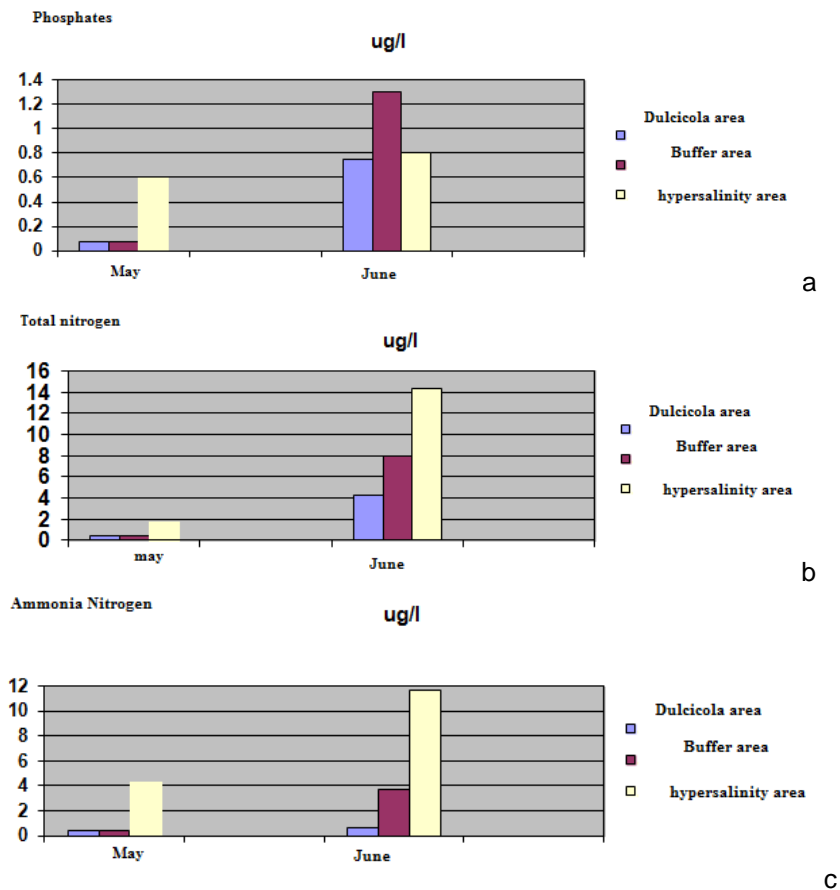 Phosphates
ug/l
1.4
1.2
1
0.8
0.6
0.4
0.2
0
May
June
Dulcicola area
Buffer area
hypersalinity area
a
Total nitrogen
ug/l
16
14
12
10
8
6
4
2
0
may
June
Dulcicola area
Buffer area
hypersalinity area
b
Ammonia Nitrogen
ug/l
12
10
8
6
4
2
0
May
June
Dulcicola area
Buffer area
hypersalinity area
c